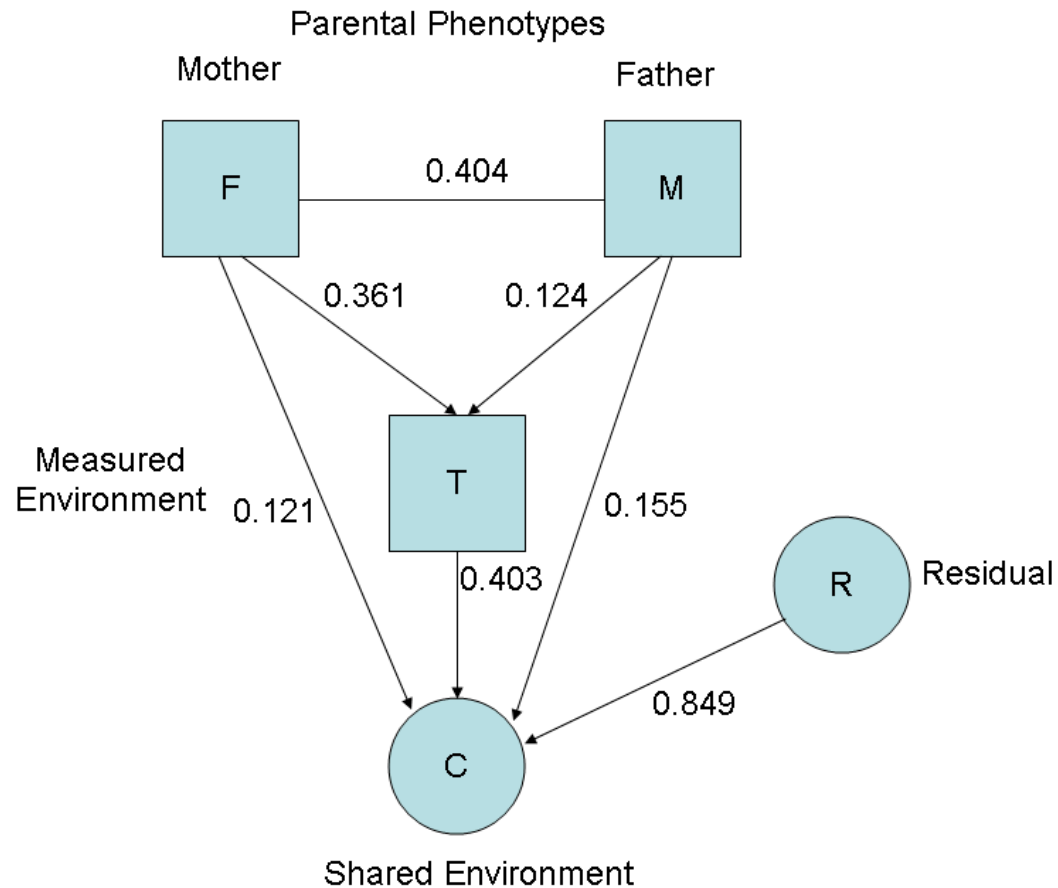 Parental Phenotypes
Mother
Father
F
0.404
M
0.361
0.124
Measured
Environment
T
0.121
0.155
0.403
R
Residual
0.849
C
Shared Environment